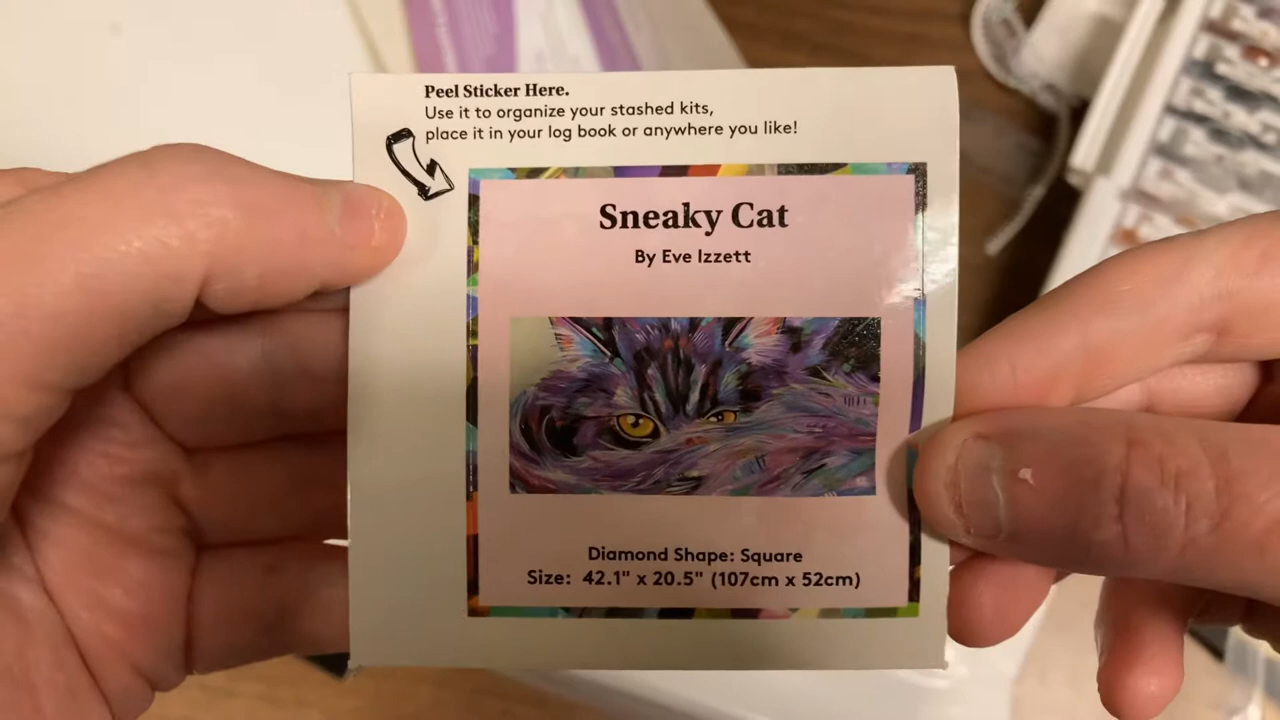 Peel Sticker Here.
Use it to organize your stashed kits,
place it in your log book or anywhere you like!
Sneaky Cat
By Eve Izzett
Diamond Shape: Square
Size: 42.1" x 20.5" (107cm x 52cm)